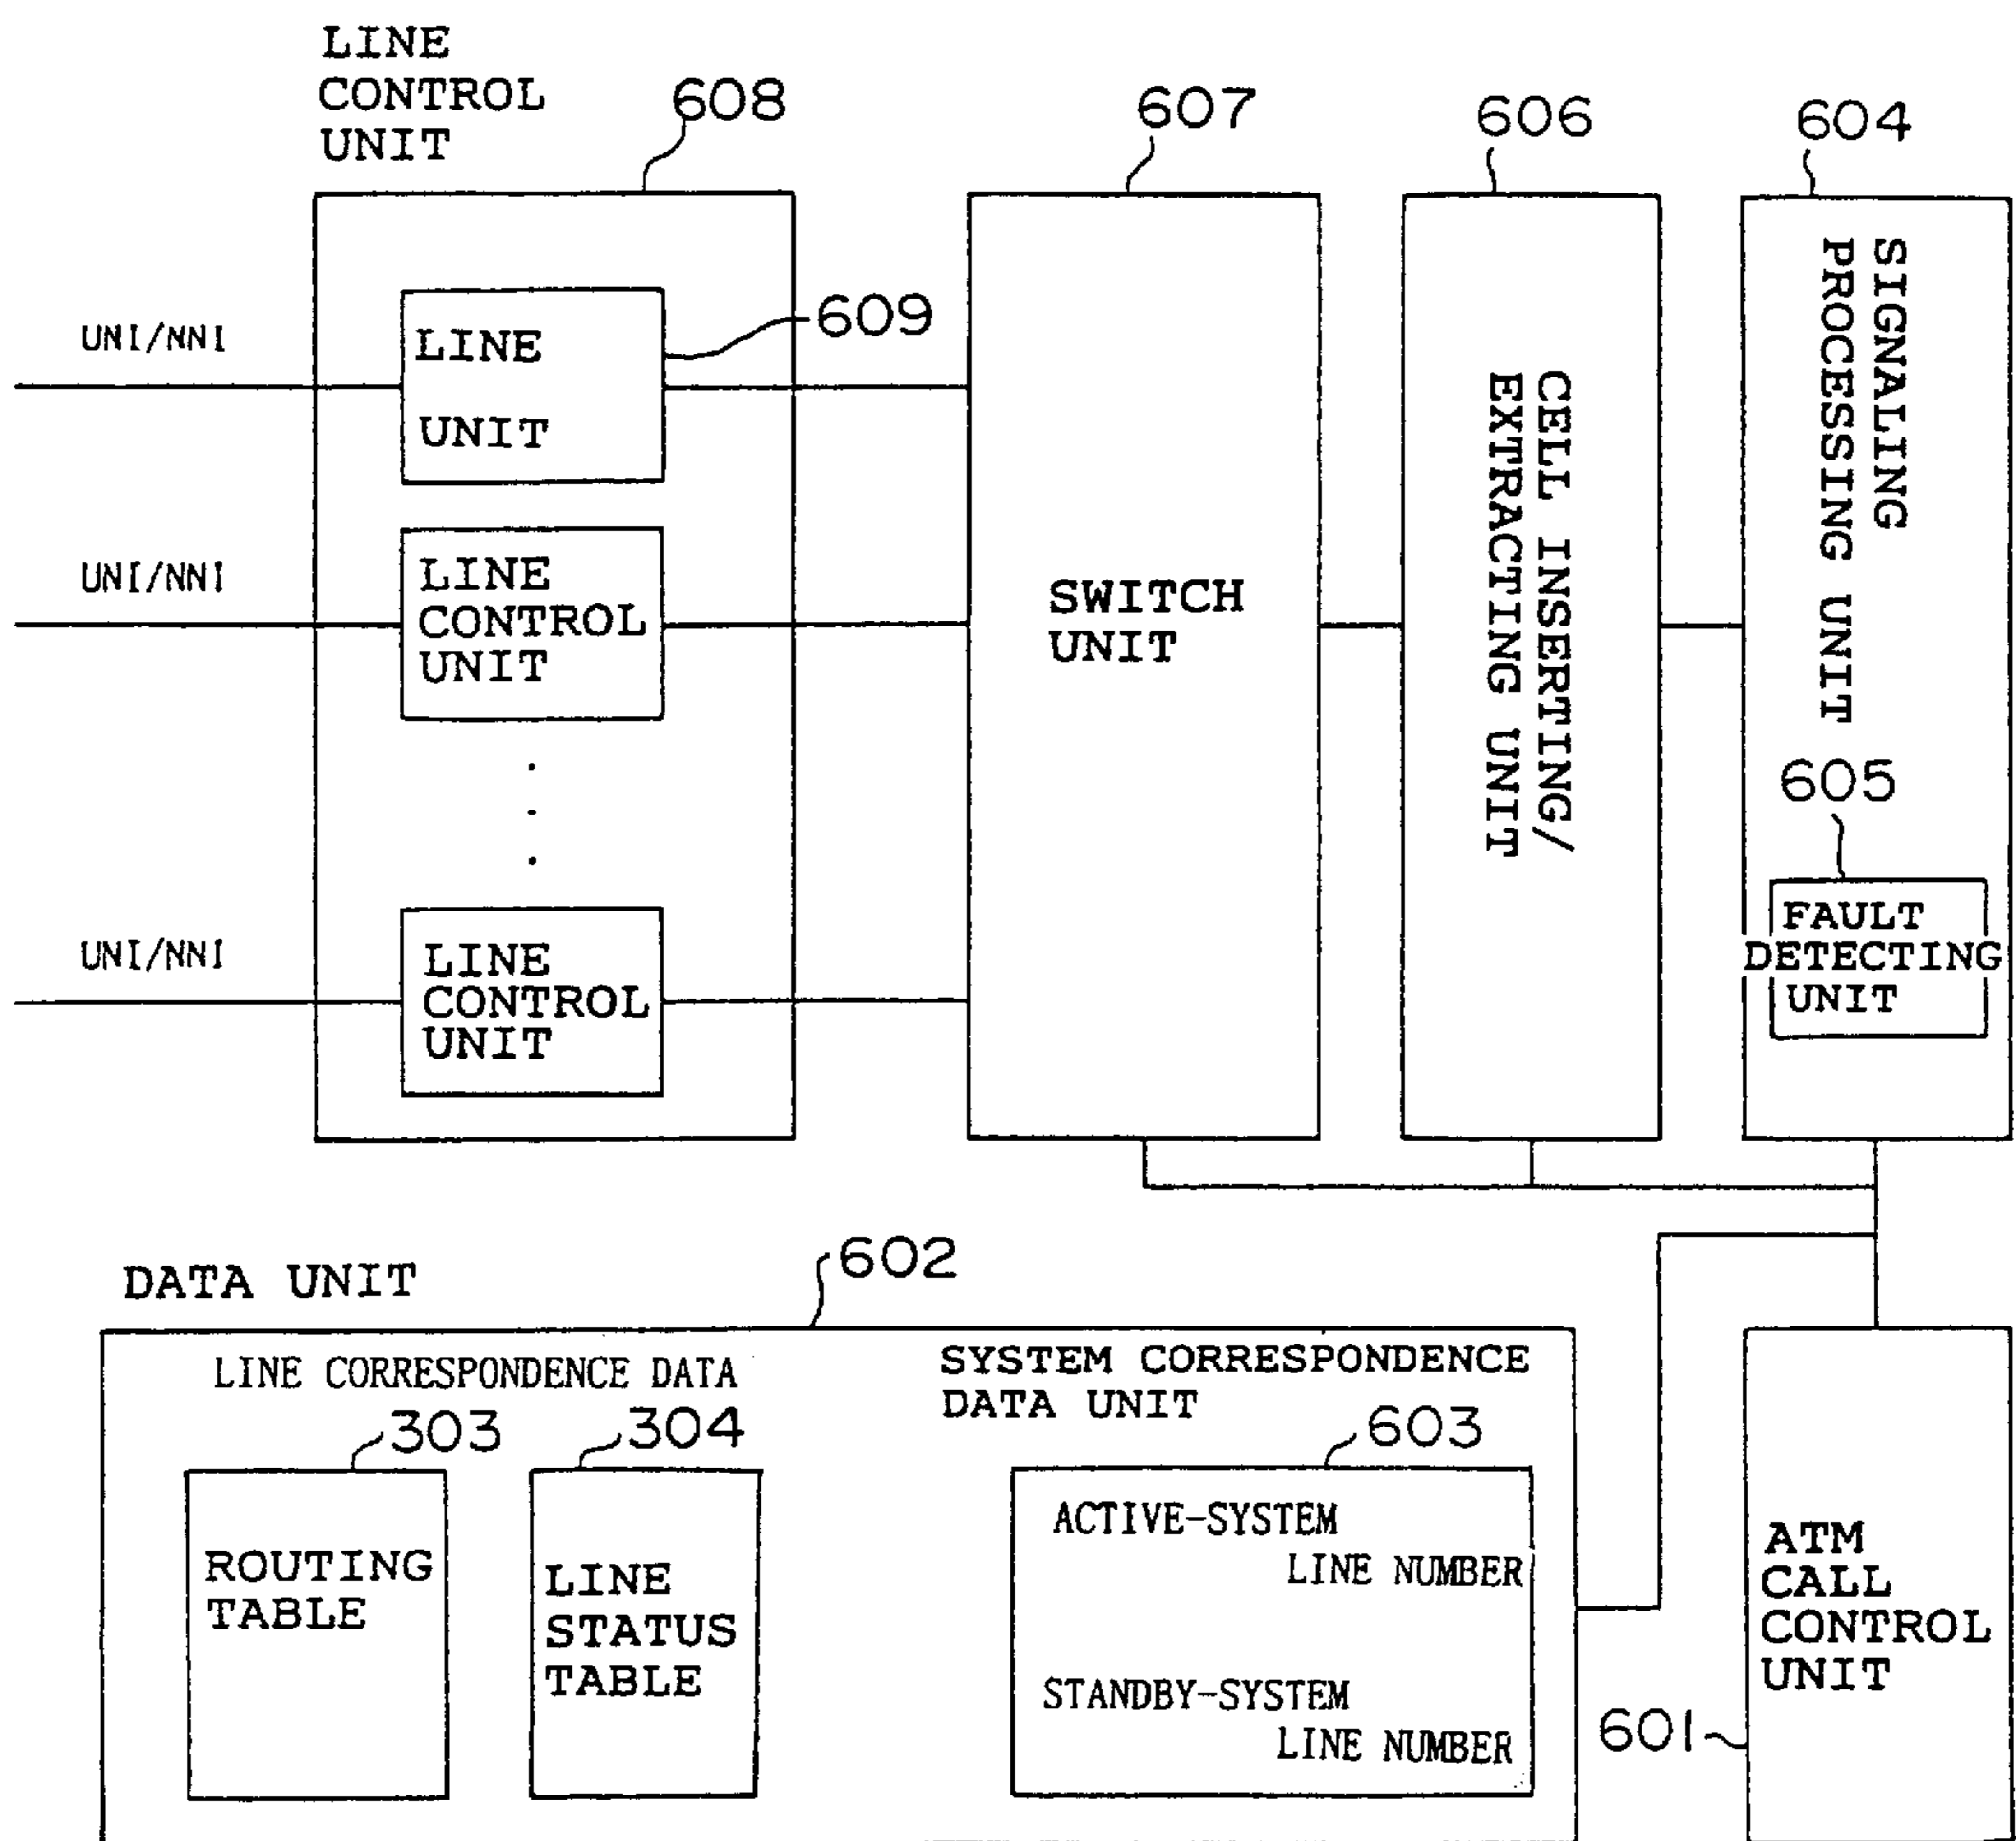 LINE
CONTROL
UNIT
608
607
606
604
UNI/NNI
LINE
UNIT
609
UNI/NNI
LINE
CONTROL
UNIT
UNI/NNI
LINE
CONTROL
UNIT
SWITCH
UNIT
CELL INSERTING/
EXTRACTING UNIT
SIGNALING
PROCESSING UNIT
605
FAULT
DETECTING
UNIT
DATA UNIT
602
LINE CORRESPONDENCE DATA
303
304
ROUTING
TABLE
LINE
STATUS
TABLE
SYSTEM CORRESPONDENCE
DATA UNIT
603
ACTIVE-SYSTEM
LINE NUMBER
STANDBY-SYSTEM
LINE NUMBER
ATM
CALL
CONTROL
UNIT
601